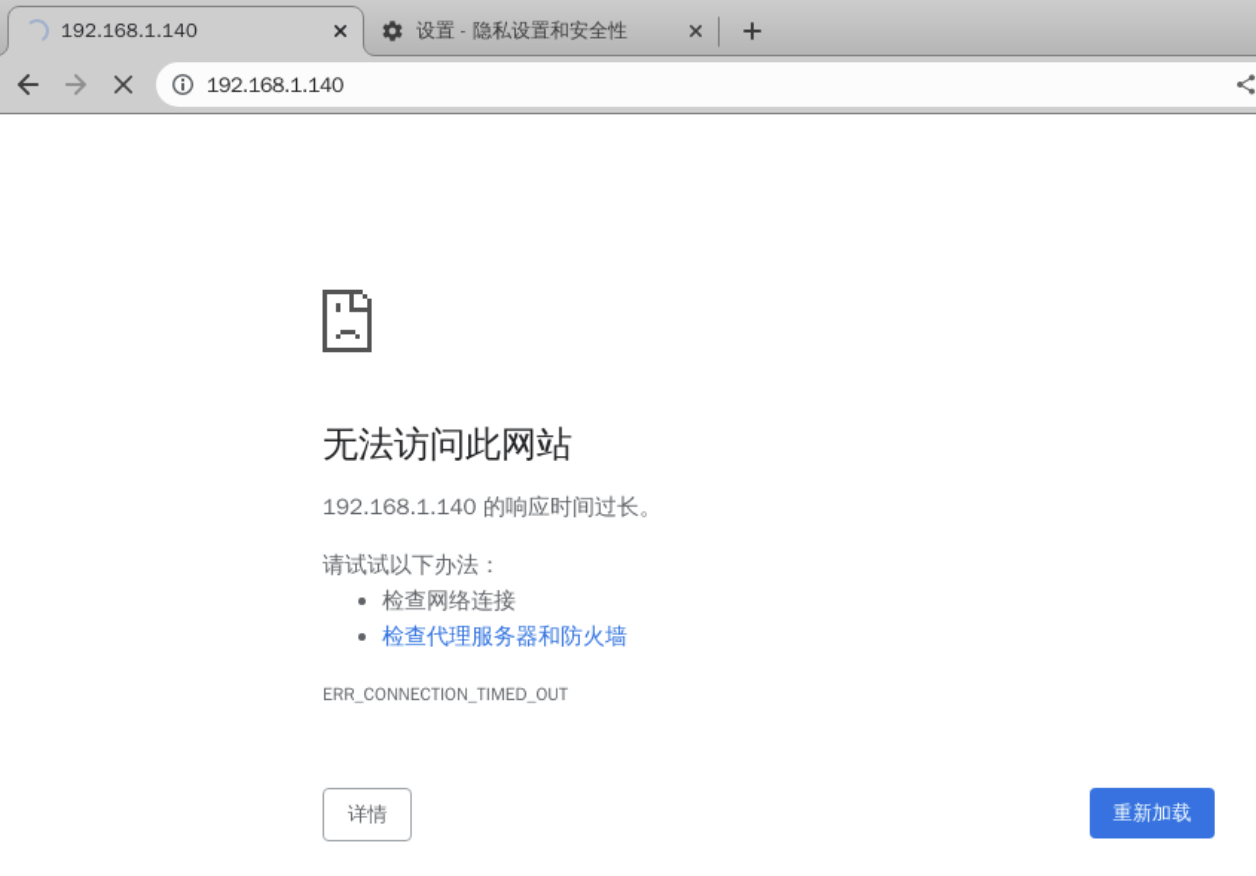 192.168.1.140
设置 - 隐私设置和安全性
192.168.1.140
无法访问此网站
192.168.1.140 的响应时间过长。
请试试以下办法：
检查网络连接
检查代理服务器和防火墙
ERR_CONNECTION_TIMED_OUT
详情
重新加载